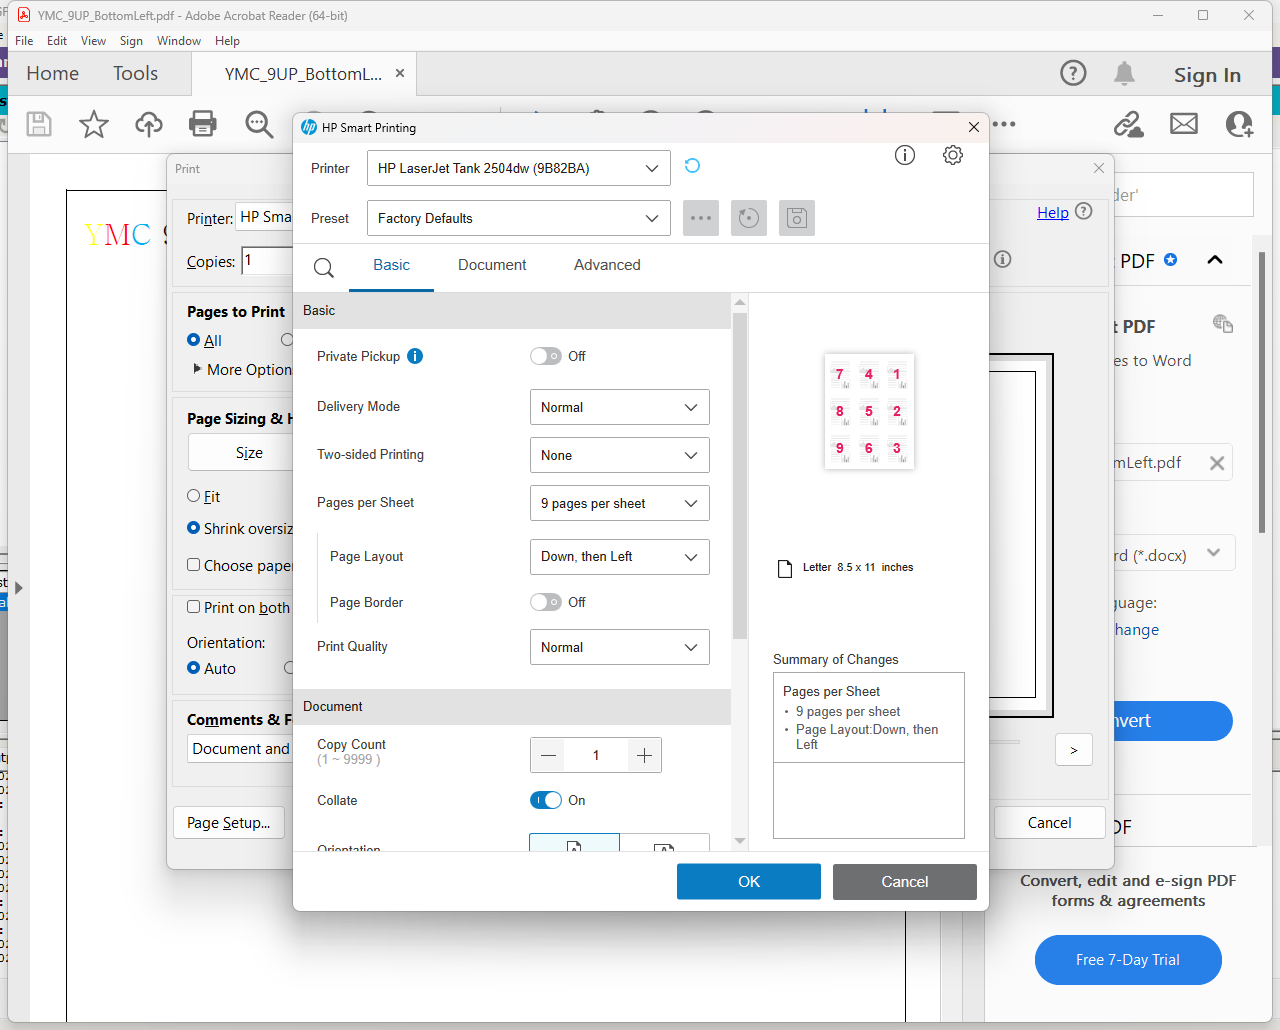 YMC_9UP_BottomLeft.pdf - Adobe Acrobat Reader (64-bit)
File Edit View Sign Window Help
Home Tools YMC_9UP_BottomL... Sign In
HP Smart Printing
Print
Printer HP LaserJet Tank 2504dw (9B82BA)
Preset Factory Defaults
Printer: HP Sma
Help
YMC 9
Copies: 1
Basic Document Advanced
PDF
Pages to Print
All
More Option
Basic
Private Pickup Off
Delivery Mode Normal
Two-sided Printing None
Pages per Sheet 9 pages per sheet
Page Layout Down, then Left
Page Border Off
Print Quality Normal
7 4 1
8 5 2
9 6 3
Letter 8.5 x 11 inches
Page Sizing & H
Size
Fit
Shrink oversiz
Choose pape
Print on both
Orientation:
Auto
Comments & F
Document and
Page Setup...
Document
Copy Count
(1 ~ 9999 )
1
Collate On
Orientation
Summary of Changes
Pages per Sheet
• 9 pages per sheet
• Page Layout:Down, then
Left
OK Cancel
>
Cancel
der'
t PDF
es to Word
mLeft.pdf
rd (*.docx)
guage:
hange
nvert
DF
Convert, edit and e-sign PDF
forms & agreements
Free 7-Day Trial